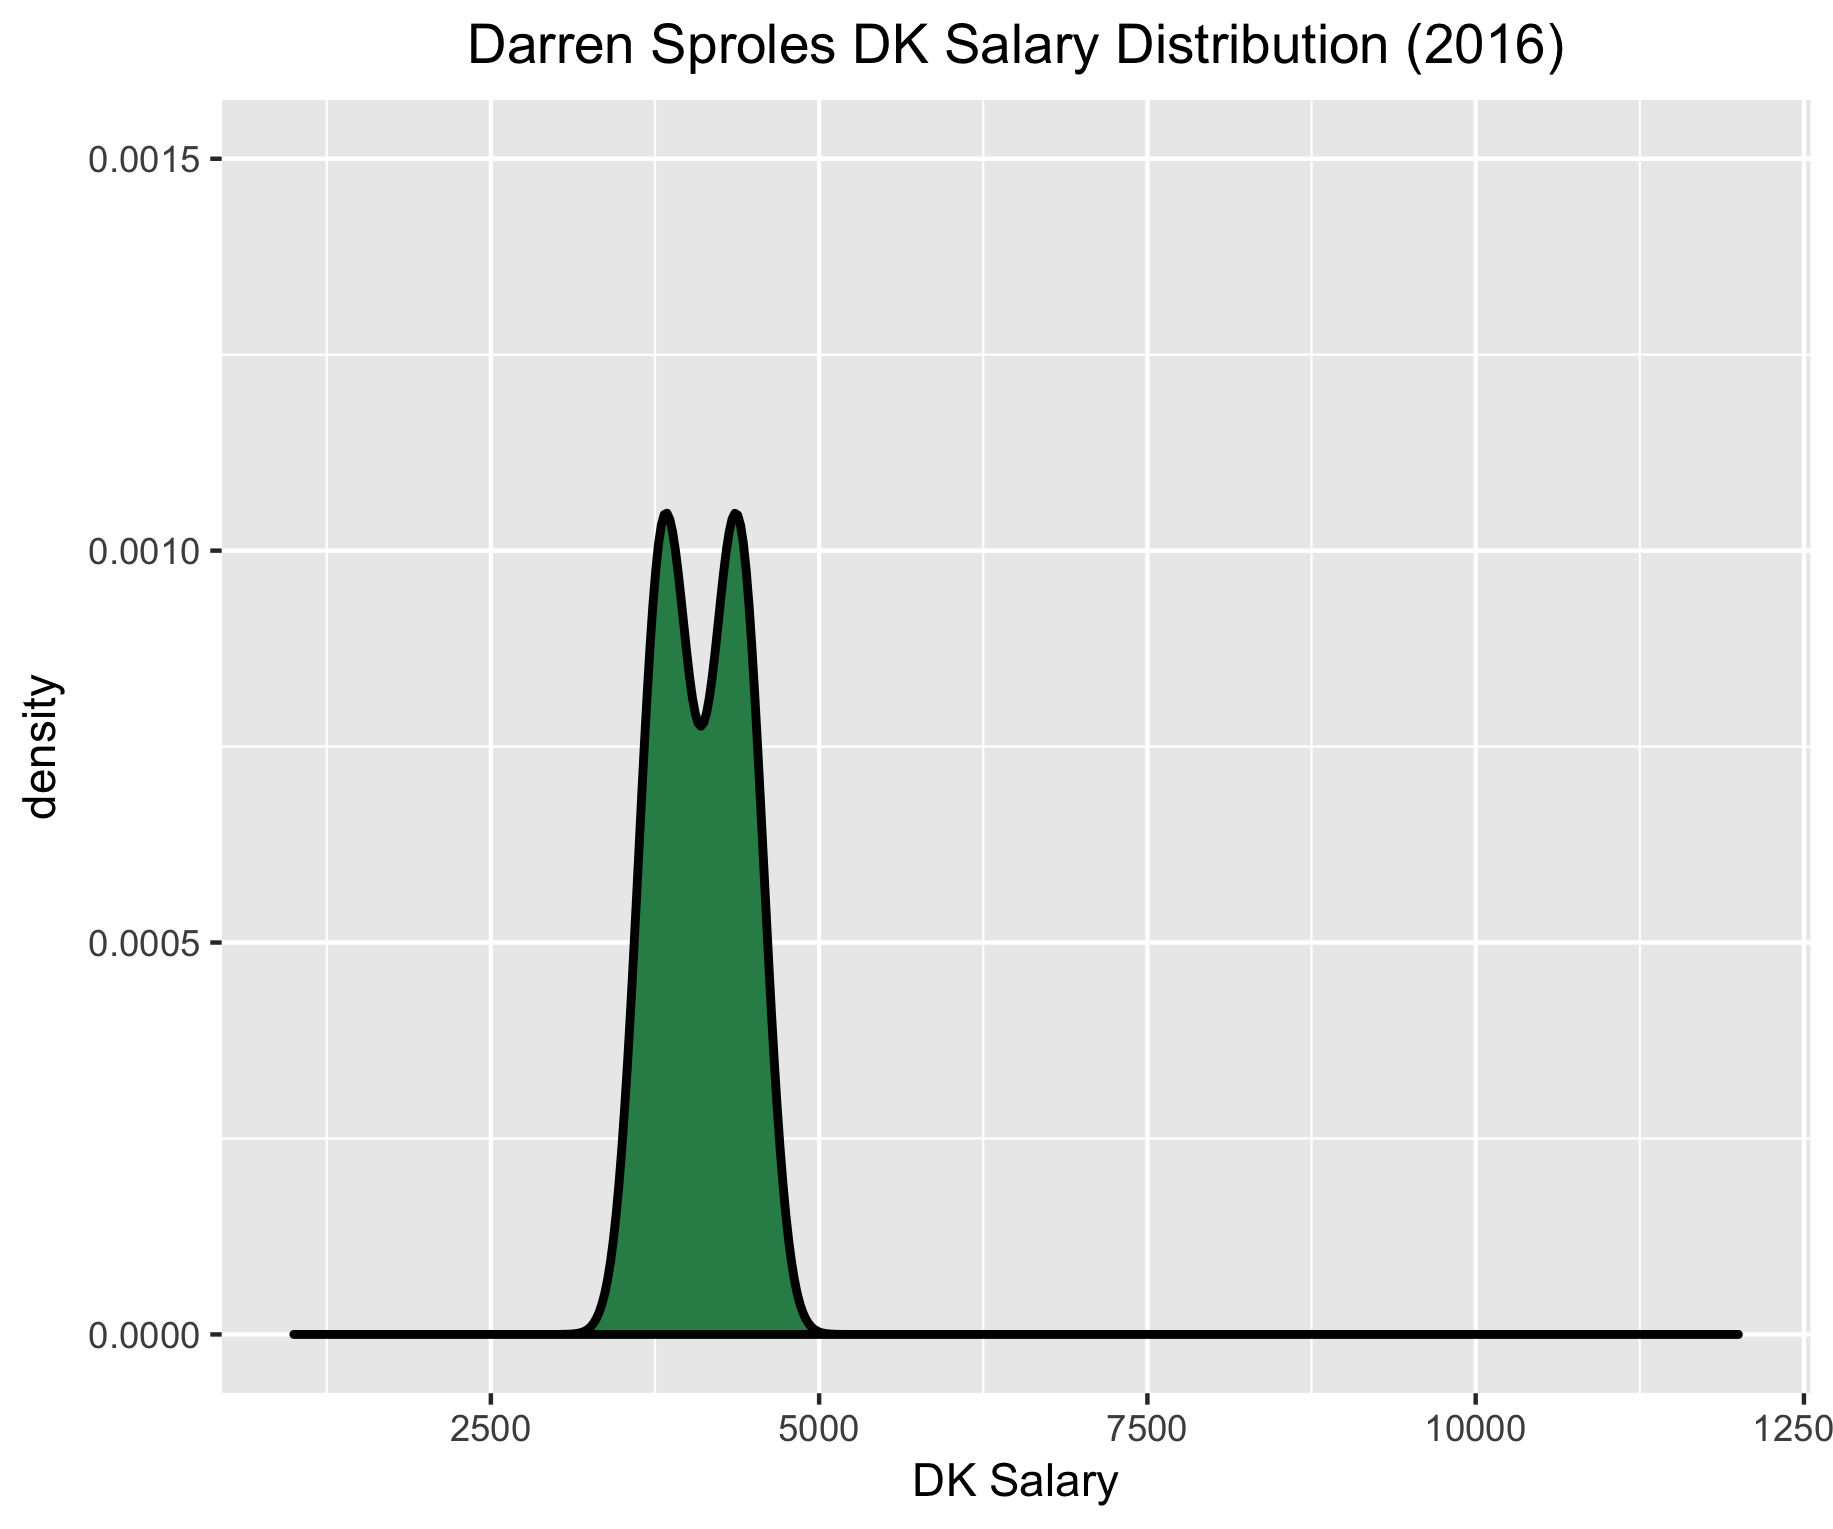 Darren Sproles DK Salary Distribution (2016)
density
0.0015
0.0010
0.0005
0.0000
2500 5000 7500 10000 1250
DK Salary